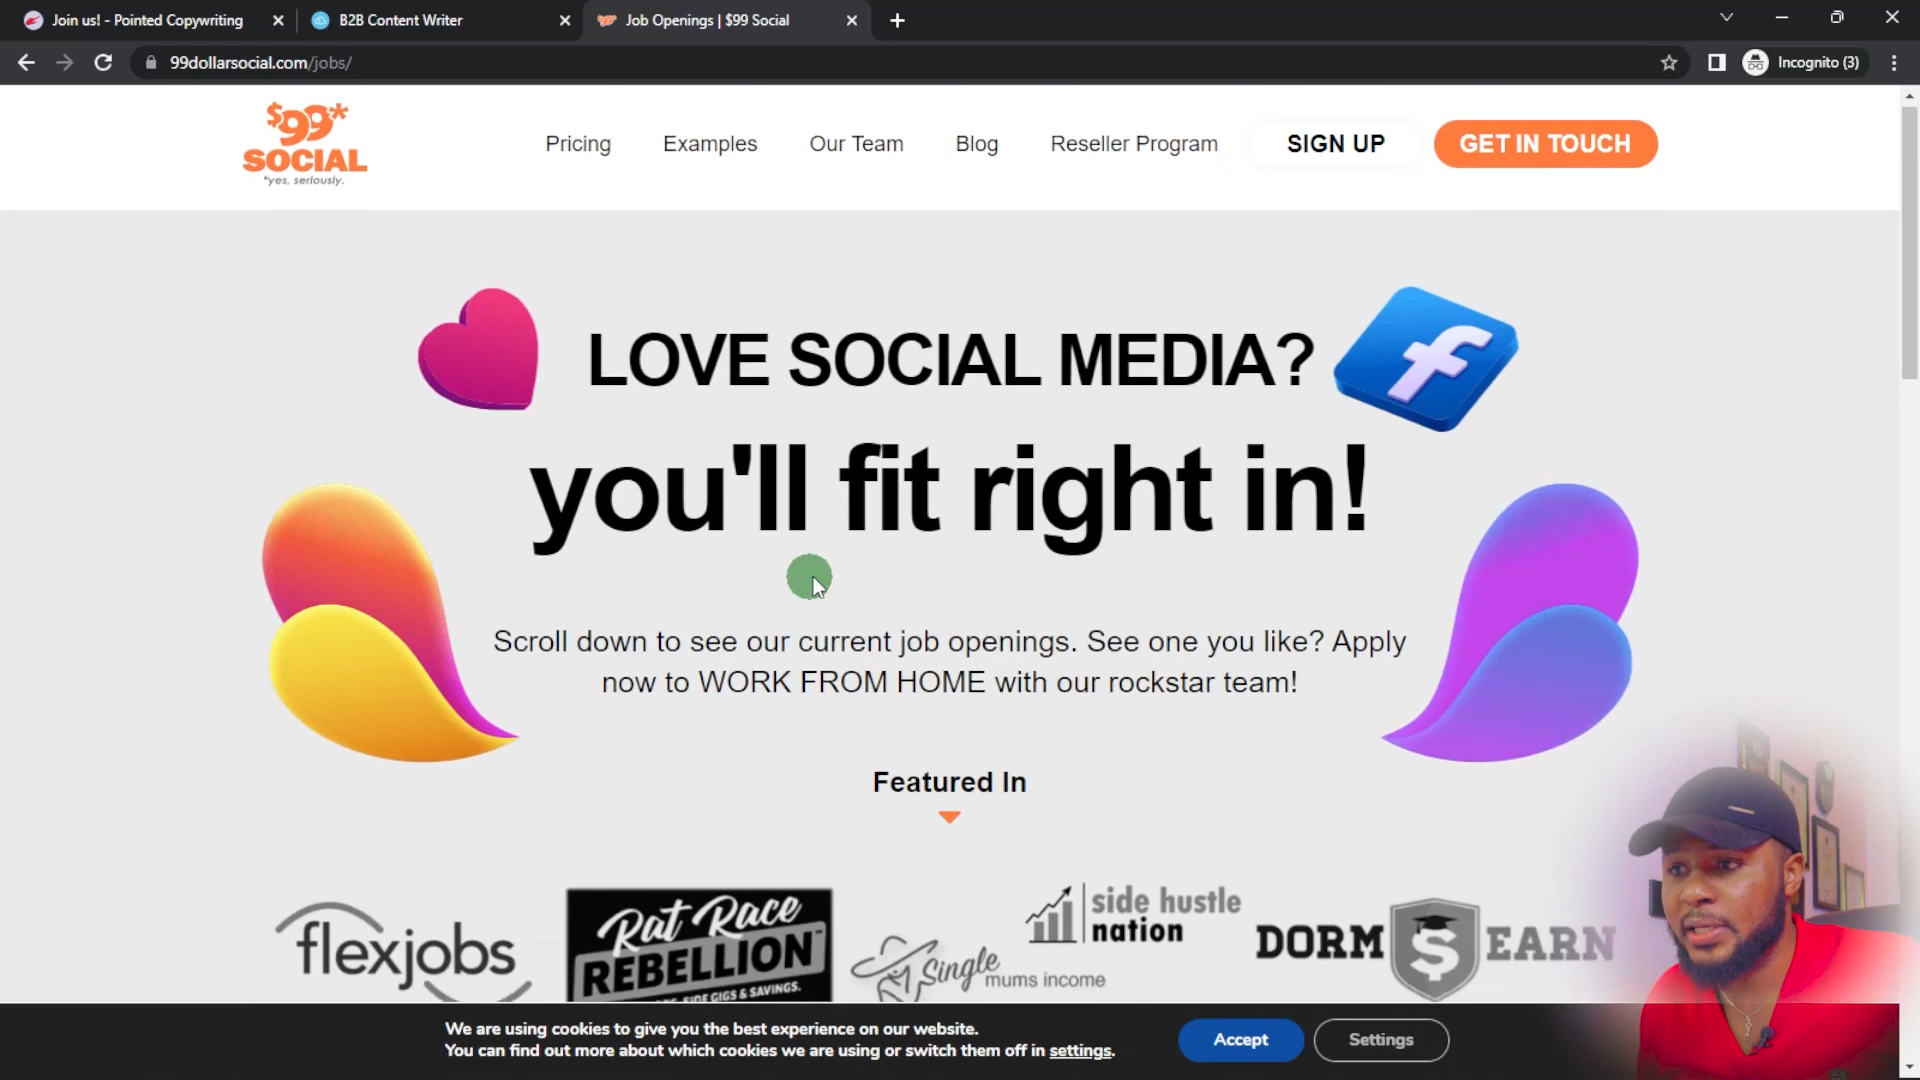 Join us! - Pointed Copywriting
B2B Content Writer
Job Openings | $99 Social
99dollarsocial.com/jobs/
Incognito (3)
$99*
SOCIAL
*yes, seriously.
Pricing
Examples
Our Team
Blog
Reseller Program
SIGN UP
GET IN TOUCH
LOVE SOCIAL MEDIA?
you'll fit right in!
Scroll down to see our current job openings. See one you like? Apply
now to WORK FROM HOME with our rockstar team!
Featured In
flexjobs
Rat Race
REBELLION™
SIDE GIGS & SAVINGS.
Single
mums income
side hustle
nation
DORM $ EARN
We are using cookies to give you the best experience on our website.
You can find out more about which cookies we are using or switch them off in settings.
Accept
Settings